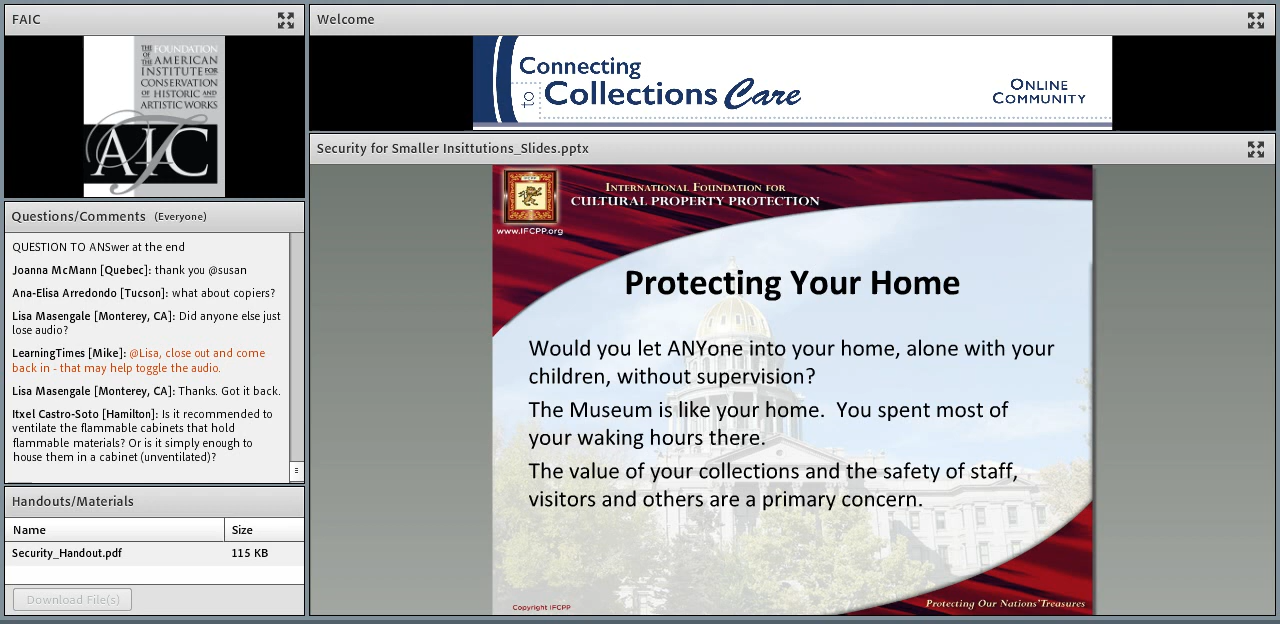 FAIC
THE FOUNDATION
OF THE AMERICAN
INSTITUTE FOR
CONSERVATION
OF HISTORIC AND
ARTISTIC WORKS
FAIC
Questions/Comments (Everyone)
QUESTION TO ANSwer at the end
Joanna McMann [Quebec]: thank you @susan
Ana-Elisa Arredondo [Tucson]: what about copiers?
Lisa Masengale [Monterey, CA]: Did anyone else just
lose audio?
LearningTimes [Mike]: @Lisa, close out and come
back in - that may help toggle the audio.
Lisa Masengale [Monterey, CA]: Thanks. Got it back.
Itxel Castro-Soto [Hamilton]: Is it recommended to
ventilate the flammable cabinets that hold
flammable materials? Or is it simply enough to
house them in a cabinet (unventilated)?
Handouts/Materials
Name Size
Security_Handout.pdf 115 KB
Download File(s)
Welcome
Connecting
to Collections Care
ONLINE
COMMUNITY
Security for Smaller Insittutions_Slides.pptx
INTERNATIONAL FOUNDATION FOR
CULTURAL PROPERTY PROTECTION
www.IFCPP.org
Protecting Your Home
Would you let ANYone into your home, alone with your
children, without supervision?
The Museum is like your home. You spent most of
your waking hours there.
The value of your collections and the safety of staff,
visitors and others are a primary concern.
Copyright IFCPP
Protecting Our Nations' Treasures